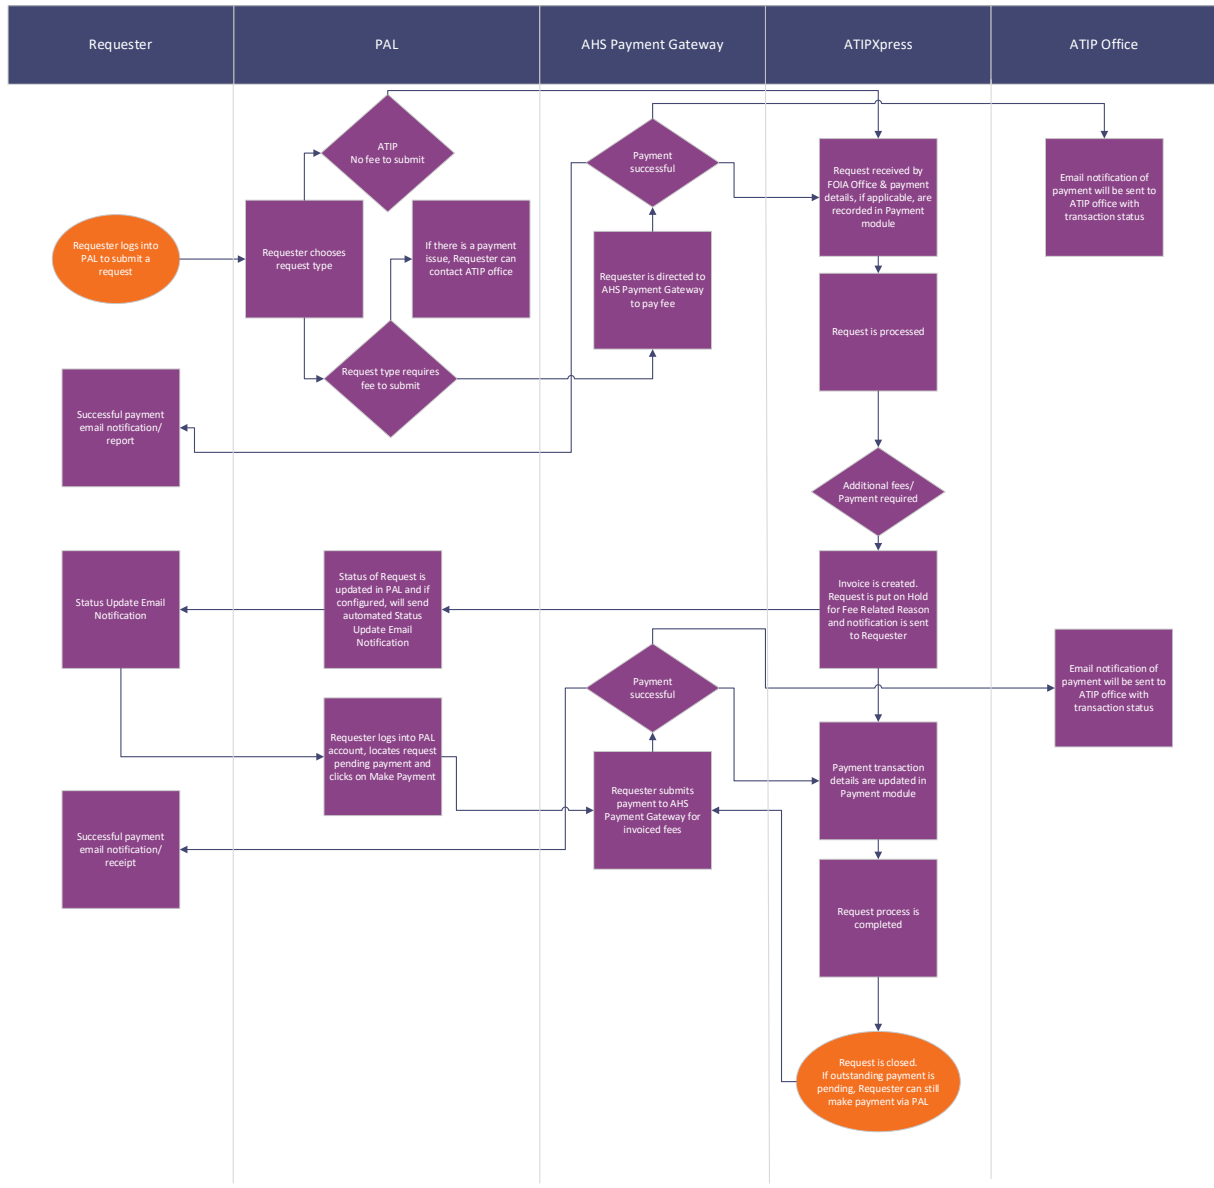 Requester
PAL
AHS Payment Gateway
ATIPXpress
ATIP Office
ATIP
No fee to submit
Payment
successful
Request received by
FOIA Office & payment
details, if applicable, are
recorded in Payment
module
Email notification of
payment will be sent to
ATIP office with
transaction status
Requester logs into
PAL to submit a
request
Requester chooses
request type
If there is a payment
issue, Requester can
contact ATIP office
Requester is directed to
AHS Payment Gateway
to pay fee
Request is processed
Request type requires
fee to submit
Successful payment
email notification/
report
Additional fees/
Payment required
Status Update Email
Notification
Status of Request is
updated in PAL and if
configured, will send
automated Status
Update Email
Notification
Invoice is created.
Request is put on Hold
for Fee Related Reason
and notification is sent
to Requester
Payment
successful
Email notification of
payment will be sent to
ATIP office with
transaction status
Requester logs into PAL
account, locates request
pending payment and
clicks on Make Payment
Requester submits
payment to AHS
Payment Gateway for
invoiced fees
Payment transaction
details are updated in
Payment module
Successful payment
email notification/
receipt
Request process is
completed
Request is closed.
If outstanding payment is
pending, Requester can still
make payment via PAL